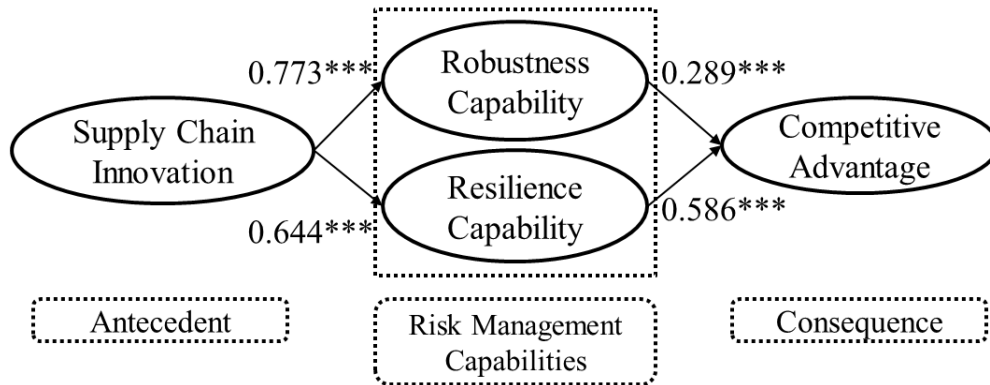 0.773***
Robustness
Capability
0.289***
Supply Chain
Innovation
Competitive
Advantage
0.644***
Resilience
Capability
0.586***
Antecedent
Risk Management
Capabilities
Consequence